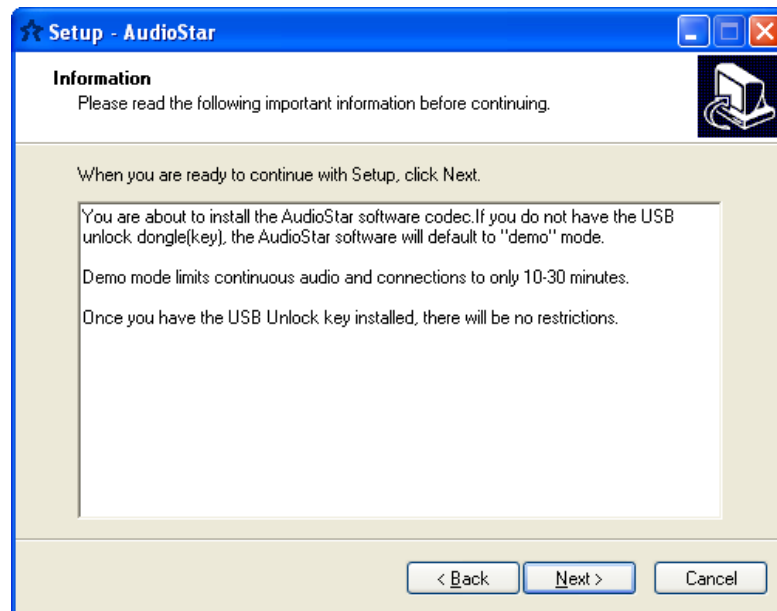 Setup - AudioStar
Information
Please read the following important information before continuing.
When you are ready to continue with Setup, click Next.
You are about to install the AudioStar software codec.If you do not have the USB
unlock dongle(key), the AudioStar software will default to "demo" mode.
Demo mode limits continuous audio and connections to only 10-30 minutes.
Once you have the USB Unlock key installed, there will be no restrictions.
< Back
Next >
Cancel